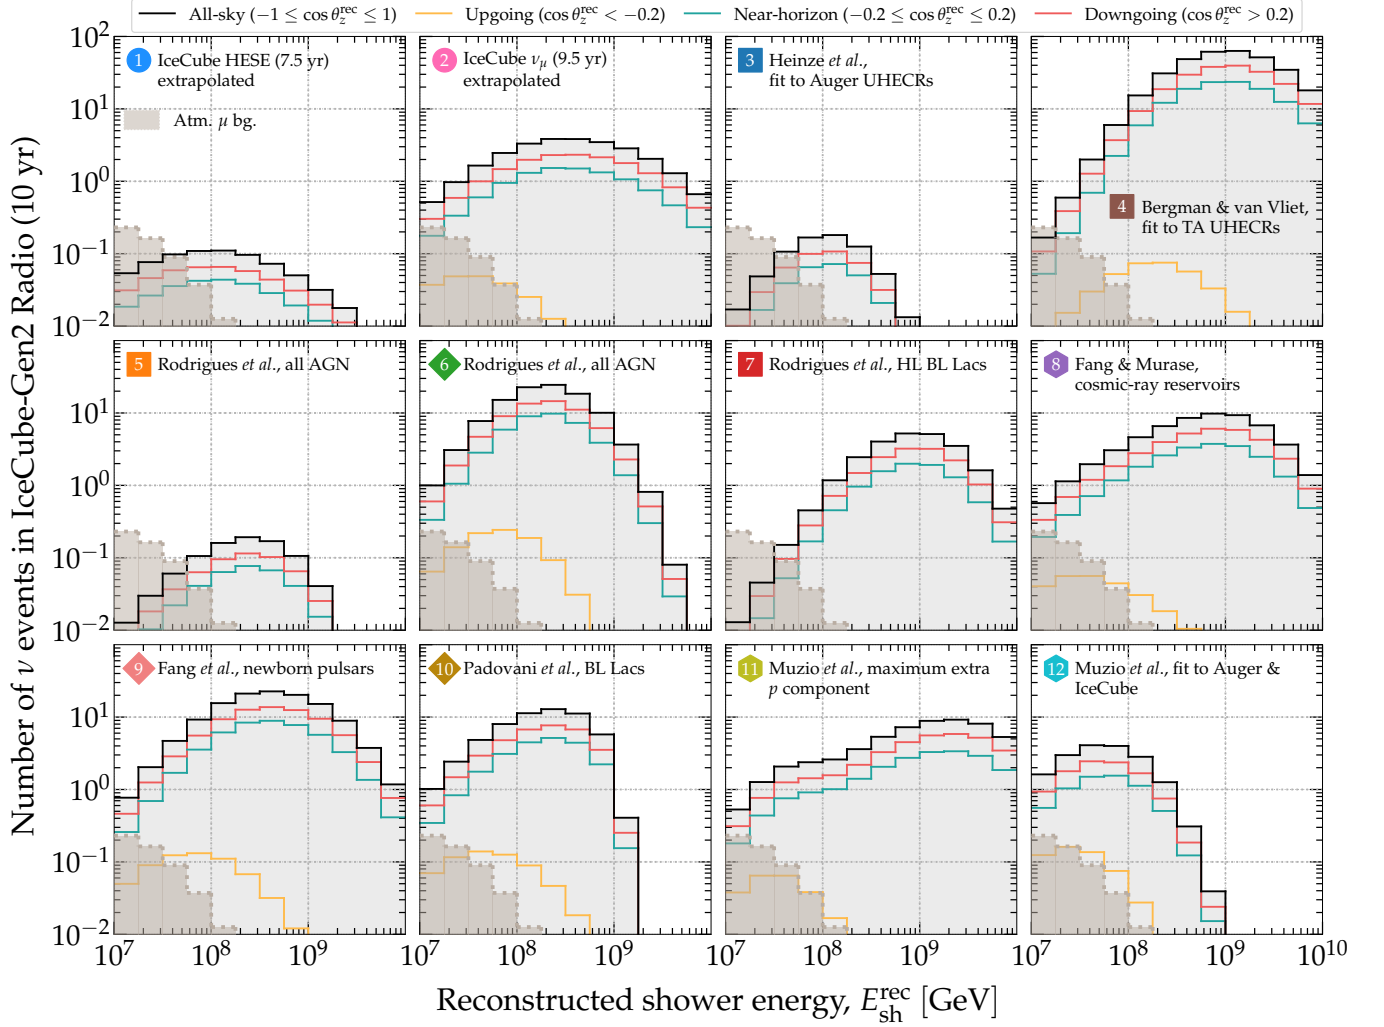 All-sky (−1 ≤ cos θ_z^rec ≤ 1) Upgoing (cos θ_z^rec < −0.2) Near-horizon (−0.2 ≤ cos θ_z^rec ≤ 0.2) Downgoing (cos θ_z^rec > 0.2)
Number of ν events in IceCube-Gen2 Radio (10 yr)
10^2
10^1
10^0
10^−1
10^−2
1 IceCube HESE (7.5 yr)
extrapolated
Atm. μ bg.
2 IceCube ν_μ (9.5 yr)
extrapolated
3 Heinze et al.,
fit to Auger UHECRs
4 Bergman & van Vliet,
fit to TA UHECRs
10^1
10^0
10^−1
10^−2
5 Rodrigues et al., all AGN
6 Rodrigues et al., all AGN
7 Rodrigues et al., HL BL Lacs
8 Fang & Murase,
cosmic-ray reservoirs
10^1
10^0
10^−1
10^−2
9 Fang et al., newborn pulsars
10 Padovani et al., BL Lacs
11 Muzio et al., maximum extra
p component
12 Muzio et al., fit to Auger &
IceCube
10^7 10^8 10^9 10^7 10^8 10^9 10^7 10^8 10^9 10^7 10^8 10^9 10^10
Reconstructed shower energy, E_sh^rec [GeV]